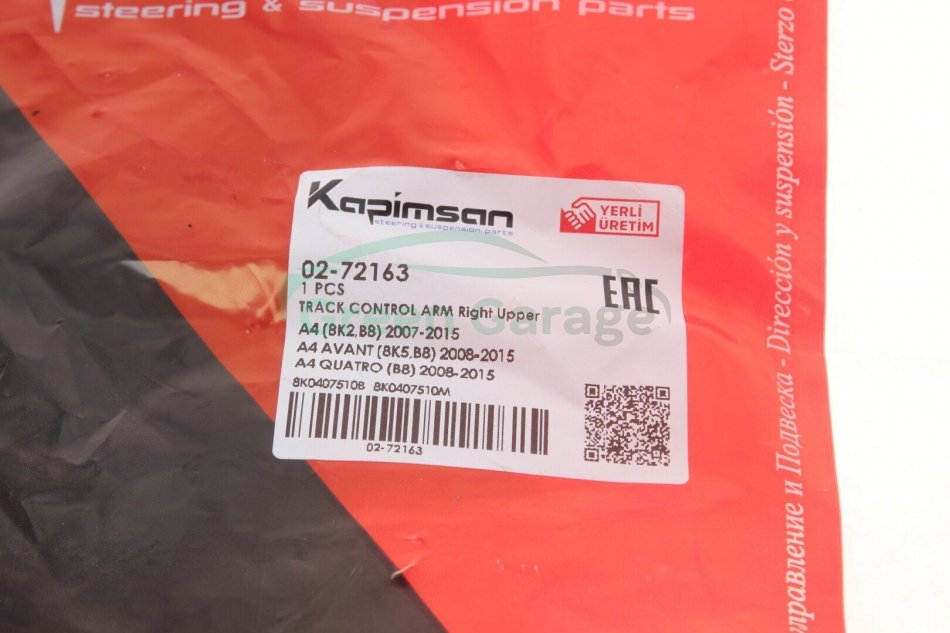 steering & suspension parts
Kapimsan
steering & suspension parts
YERLİ
ÜRETİM
02-72163
1 PCS
EAC
TRACK CONTROL ARM Right Upper
Green Garage
A4 (8K2,B8) 2007-2015
A4 AVANT (8K5,B8) 2008-2015
A4 QUATRO (B8) 2008-2015
8K0407510B 8K0407510M
02-72163
управление и Подвеска - Dirección y suspensión - Sterzo